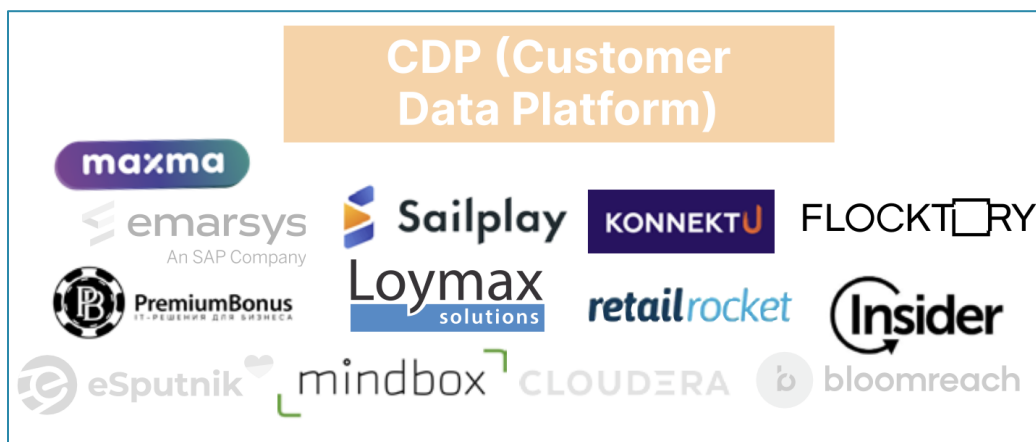 CDP (Customer
Data Platform)
maxma
emarsys
An SAP Company
Sailplay
KONNEKTU
FLOCKTORY
PremiumBonus
IT-РЕШЕНИЯ ДЛЯ БИЗНЕСА
Loymax
solutions
retailrocket
Insider
eSputnik
mindbox
CLOUDERA
bloomreach